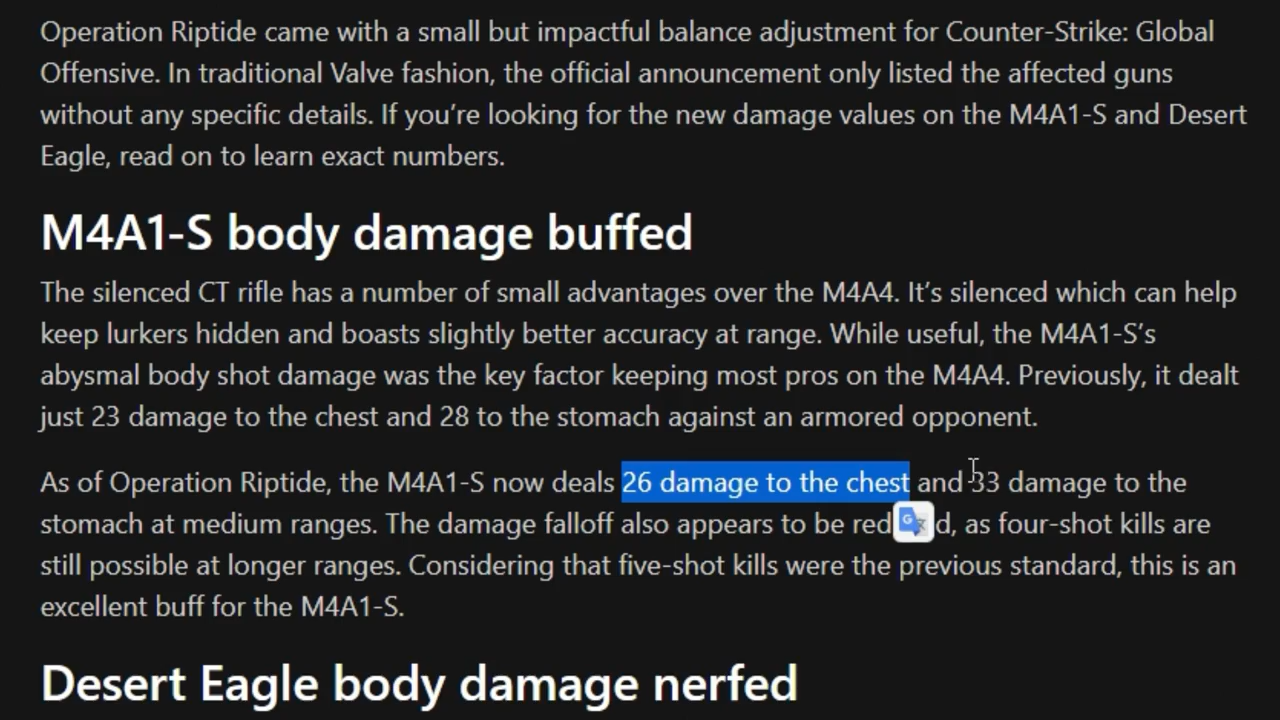 Operation Riptide came with a small but impactful balance adjustment for Counter-Strike: Global
Offensive. In traditional Valve fashion, the official announcement only listed the affected guns
without any specific details. If you’re looking for the new damage values on the M4A1-S and Desert
Eagle, read on to learn exact numbers.
M4A1-S body damage buffed
The silenced CT rifle has a number of small advantages over the M4A4. It’s silenced which can help
keep lurkers hidden and boasts slightly better accuracy at range. While useful, the M4A1-S’s
abysmal body shot damage was the key factor keeping most pros on the M4A4. Previously, it dealt
just 23 damage to the chest and 28 to the stomach against an armored opponent.
As of Operation Riptide, the M4A1-S now deals 26 damage to the chest and 33 damage to the
stomach at medium ranges. The damage falloff also appears to be red d, as four-shot kills are
still possible at longer ranges. Considering that five-shot kills were the previous standard, this is an
excellent buff for the M4A1-S.
Desert Eagle body damage nerfed